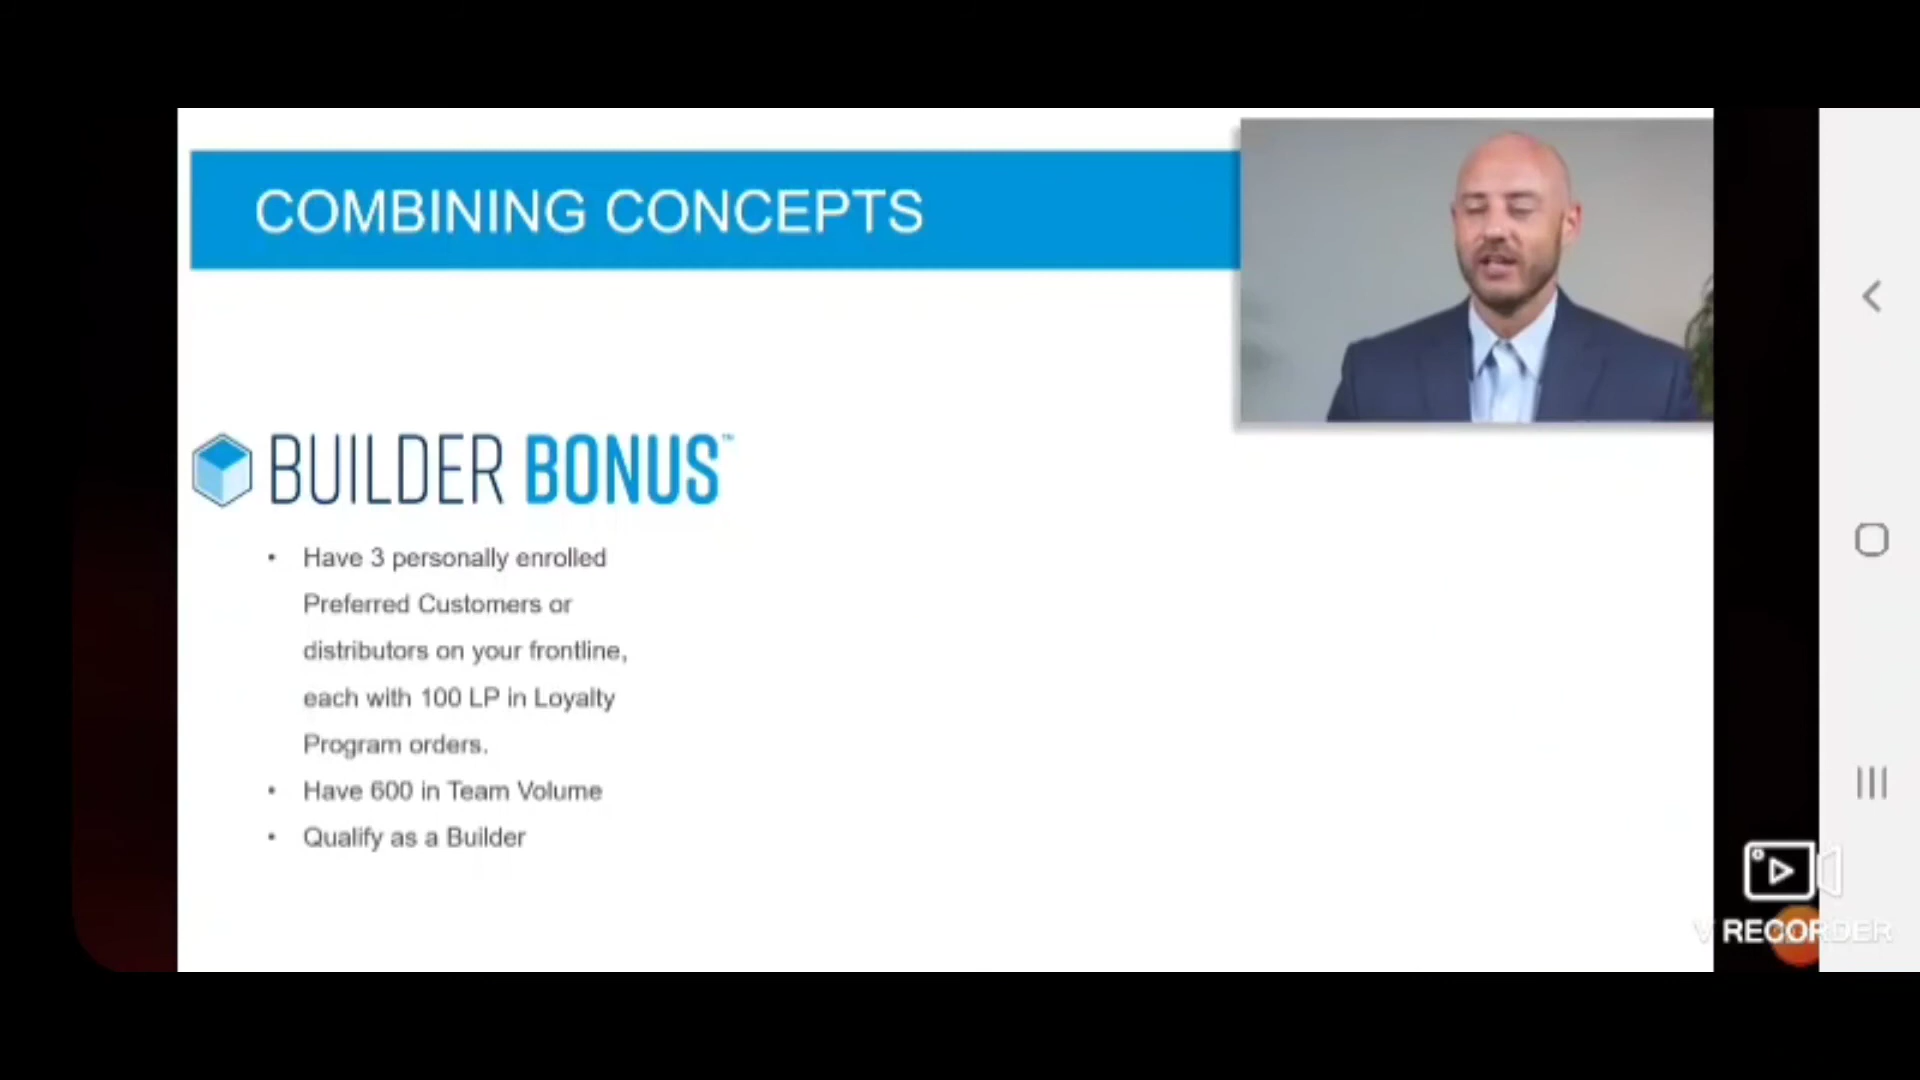 COMBINING CONCEPTS
BUILDER BONUS™
• Have 3 personally enrolled
Preferred Customers or
distributors on your frontline,
each with 100 LP in Loyalty
Program orders.
• Have 600 in Team Volume
• Qualify as a Builder
V RECORDER